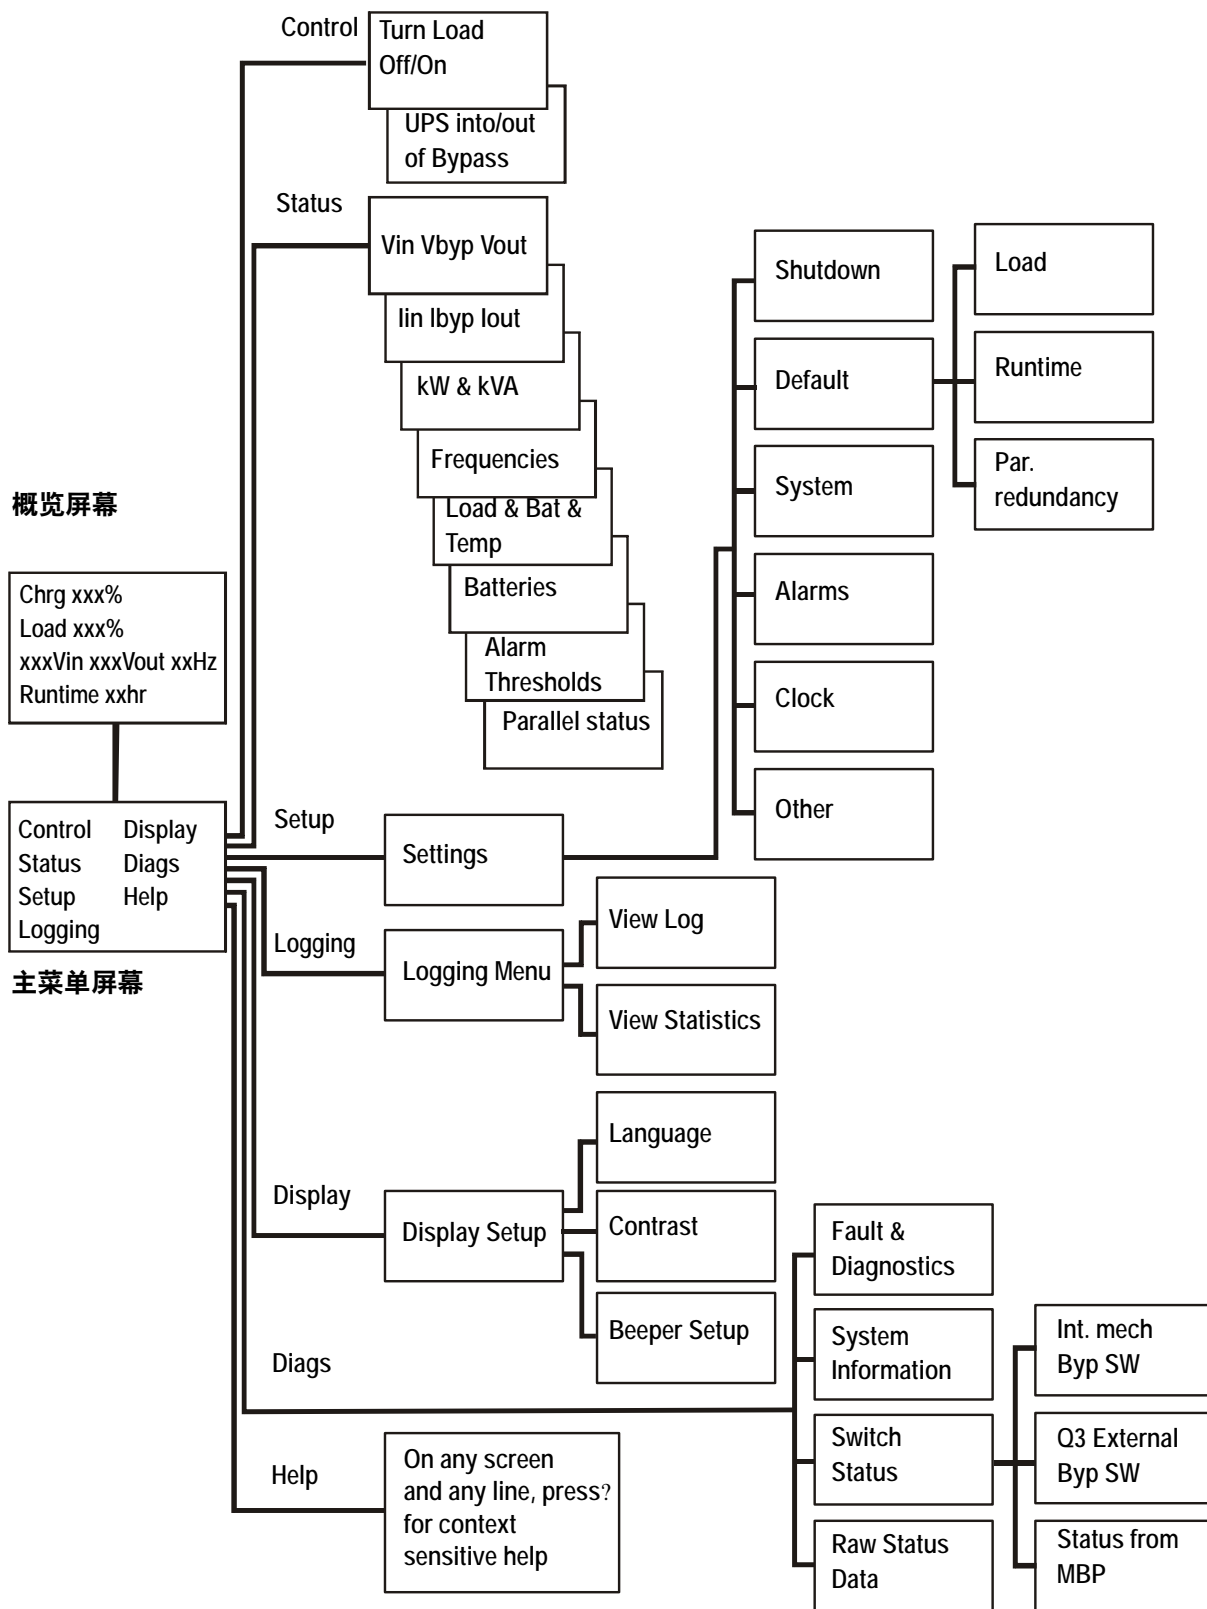 Control
Turn Load
Off/On
UPS into/out
of Bypass
Status
Vin Vbyp Vout
Iin Ibyp Iout
kW & kVA
Frequencies
Load & Bat &
Temp
Batteries
Alarm
Thresholds
Parallel status
Shutdown
Default
System
Alarms
Clock
Other
Load
Runtime
Par.
redundancy
概览屏幕
Chrg xxx%
Load xxx%
xxxVin xxxVout xxHz
Runtime xxhr
Control Display
Status Diags
Setup Help
Logging
主菜单屏幕
Setup
Settings
Logging
Logging Menu
View Log
View Statistics
Display
Display Setup
Language
Contrast
Beeper Setup
Diags
Fault &
Diagnostics
System
Information
Switch
Status
Raw Status
Data
Int. mech
Byp SW
Q3 External
Byp SW
Status from
MBP
Help
On any screen
and any line, press?
for context
sensitive help